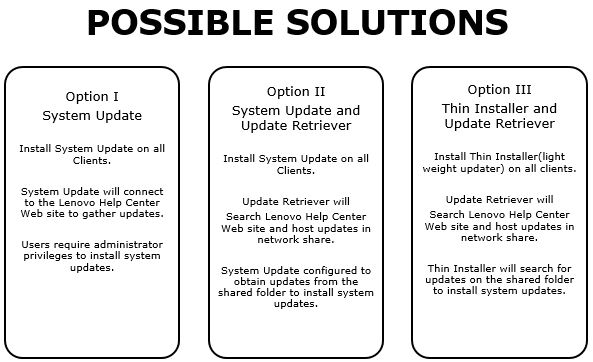 POSSIBLE SOLUTIONS
Option I
System Update
Install System Update on all
Clients.
System Update will connect
to the Lenovo Help Center
Web site to gather updates.
Users require administrator
privileges to install system
updates.
Option II
System Update and
Update Retriever
Install System Update on all
Clients.
Update Retriever will
Search Lenovo Help Center
Web site and host updates in
network share.
System Update configured to
obtain updates from the
shared folder to install system
updates.
Option III
Thin Installer and
Update Retriever
Install Thin Installer(light
weight updater) on all clients.
Update Retriever will
Search Lenovo Help Center
Web site and host updates in
network share.
Thin Installer will search for
updates on the shared folder
to install system updates.